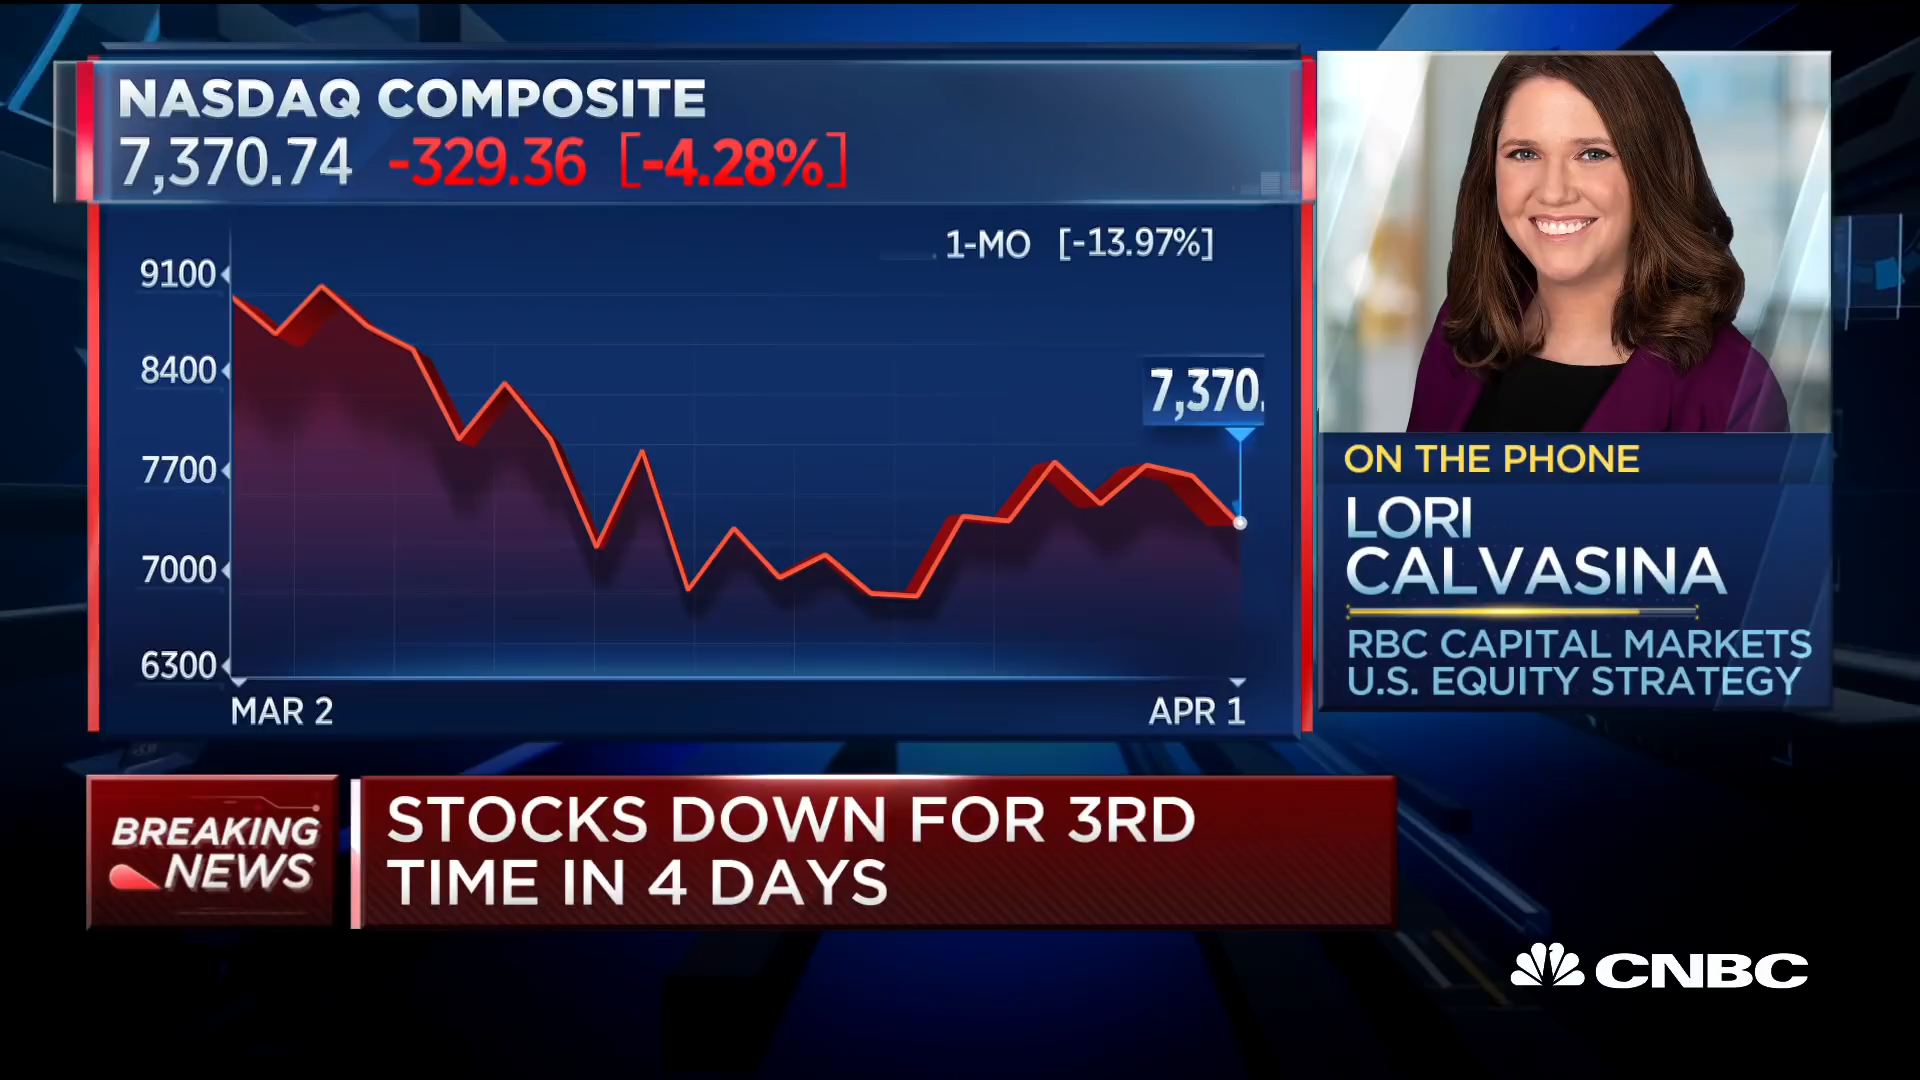 NASDAQ COMPOSITE
7,370.74 -329.36 [-4.28%]
1-MO [-13.97%]
9100
8400
7700
7000
6300
7,370.
MAR 2
APR 1
ON THE PHONE
LORI
CALVASINA
RBC CAPITAL MARKETS
U.S. EQUITY STRATEGY
BREAKING
NEWS
STOCKS DOWN FOR 3RD
TIME IN 4 DAYS
CNBC